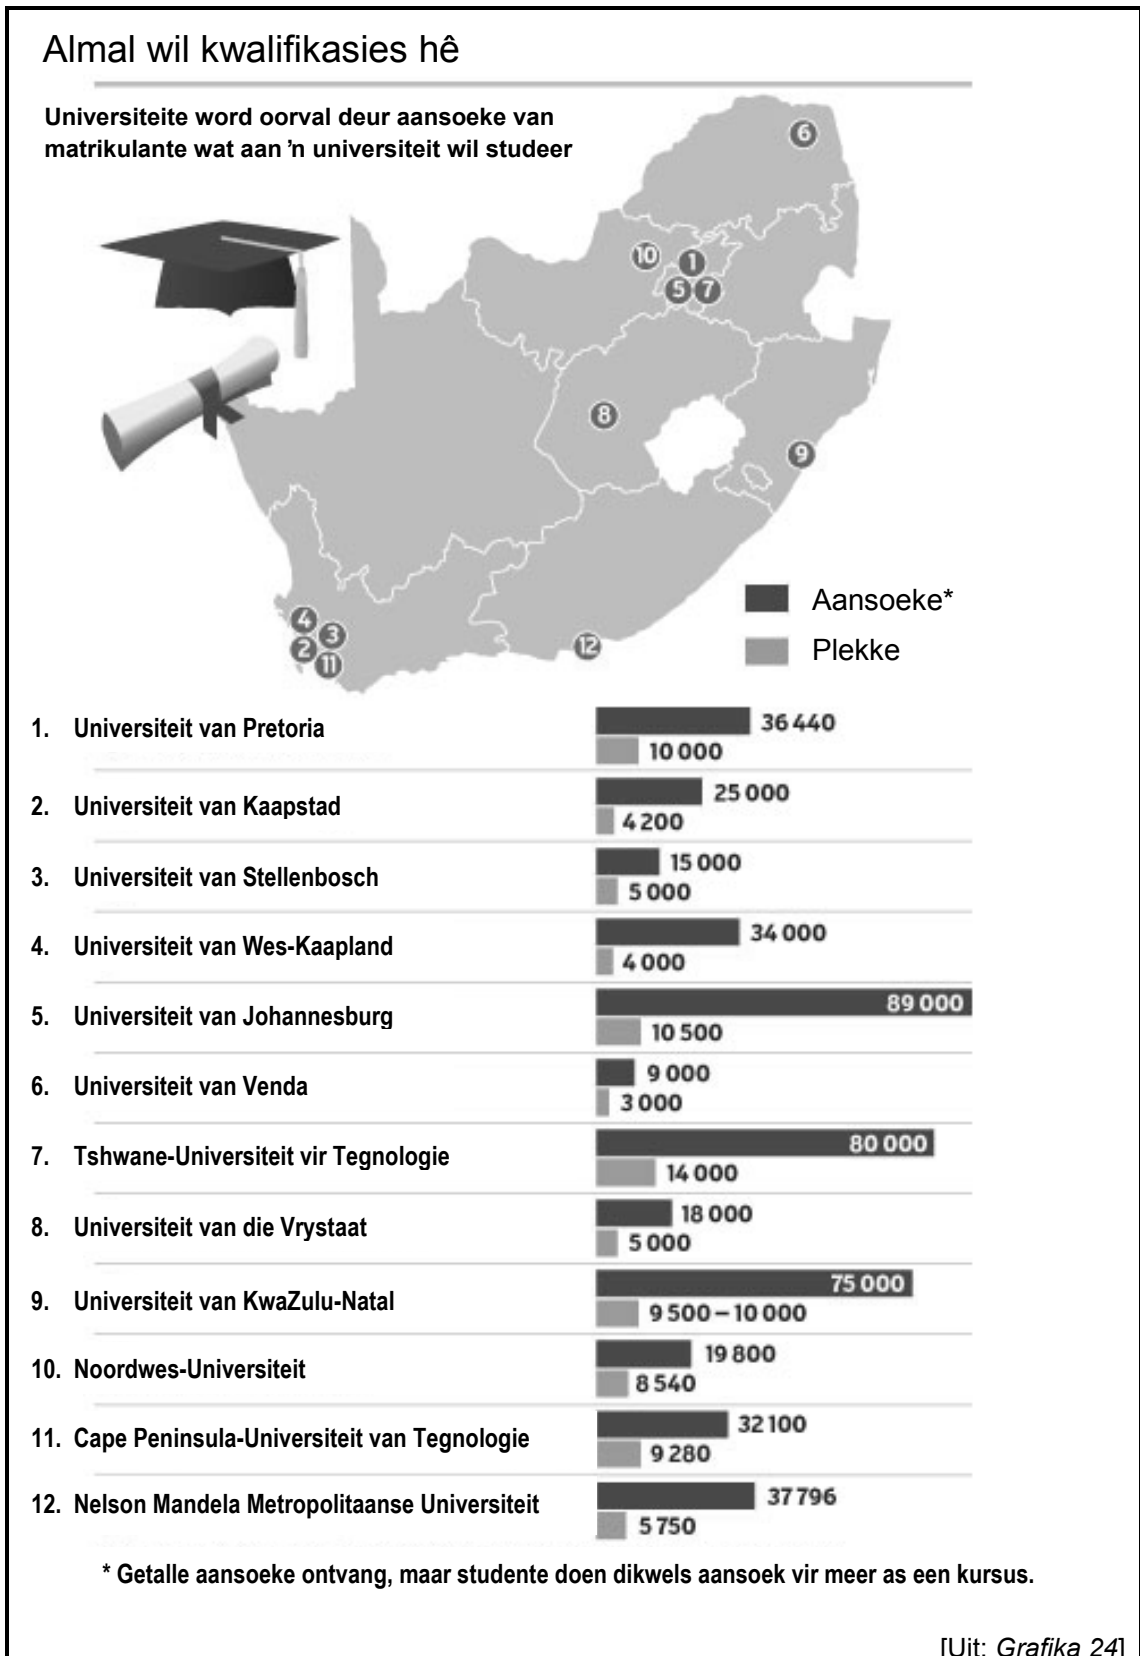 Almal wil kwalifikasies hê
Universiteite word oorval deur aansoeke van
matrikulante wat aan 'n universiteit wil studeer
6
10
1
5
7
8
9
4
3
2
11
12
Aansoeke*
Plekke
1. Universiteit van Pretoria
36 440
10 000
2. Universiteit van Kaapstad
25 000
4 200
3. Universiteit van Stellenbosch
15 000
5 000
4. Universiteit van Wes-Kaapland
34 000
4 000
5. Universiteit van Johannesburg
89 000
10 500
6. Universiteit van Venda
9 000
3 000
7. Tshwane-Universiteit vir Tegnologie
80 000
14 000
8. Universiteit van die Vrystaat
18 000
5 000
9. Universiteit van KwaZulu-Natal
75 000
9 500 – 10 000
10. Noordwes-Universiteit
19 800
8 540
11. Cape Peninsula-Universiteit van Tegnologie
32 100
9 280
12. Nelson Mandela Metropolitaanse Universiteit
37 796
5 750
* Getalle aansoeke ontvang, maar studente doen dikwels aansoek vir meer as een kursus.
[Uit: Grafika 24]